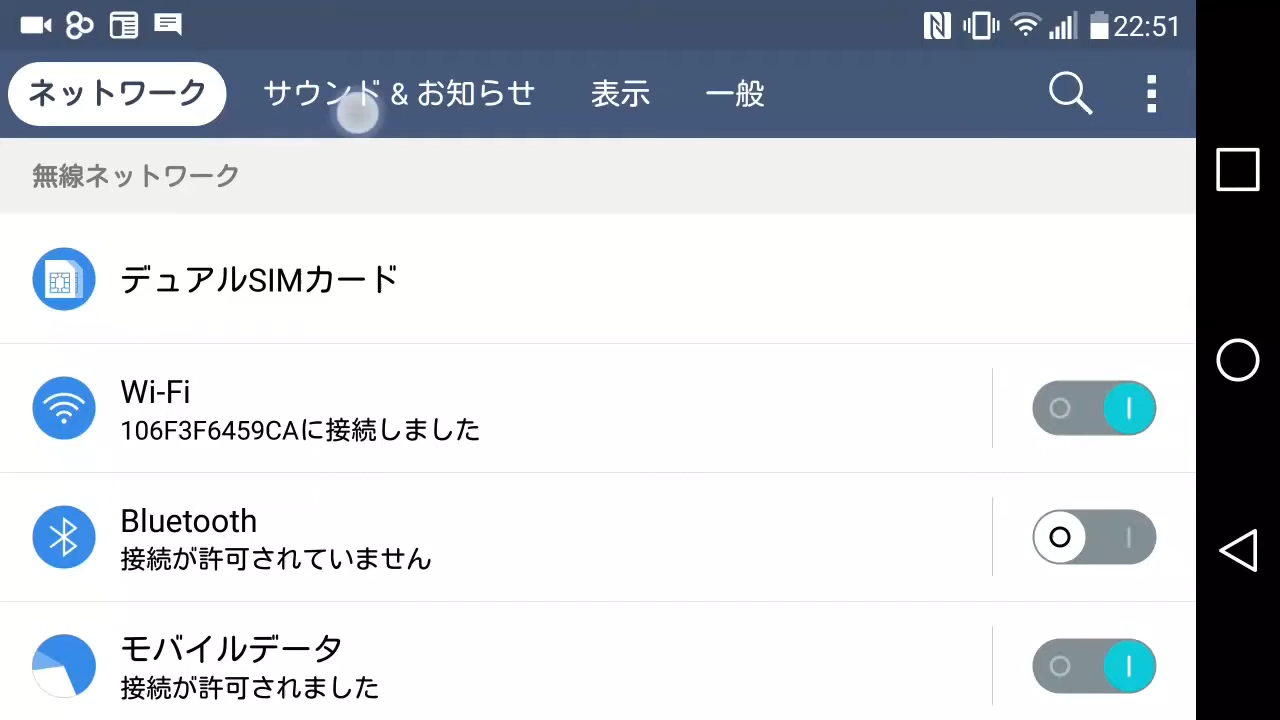 22:51
ネットワーク サウンド & お知らせ 表示 一般
無線ネットワーク
デュアルSIMカード
Wi-Fi
106F3F6459CAに接続しました
Bluetooth
接続が許可されていません
モバイルデータ
接続が許可されました